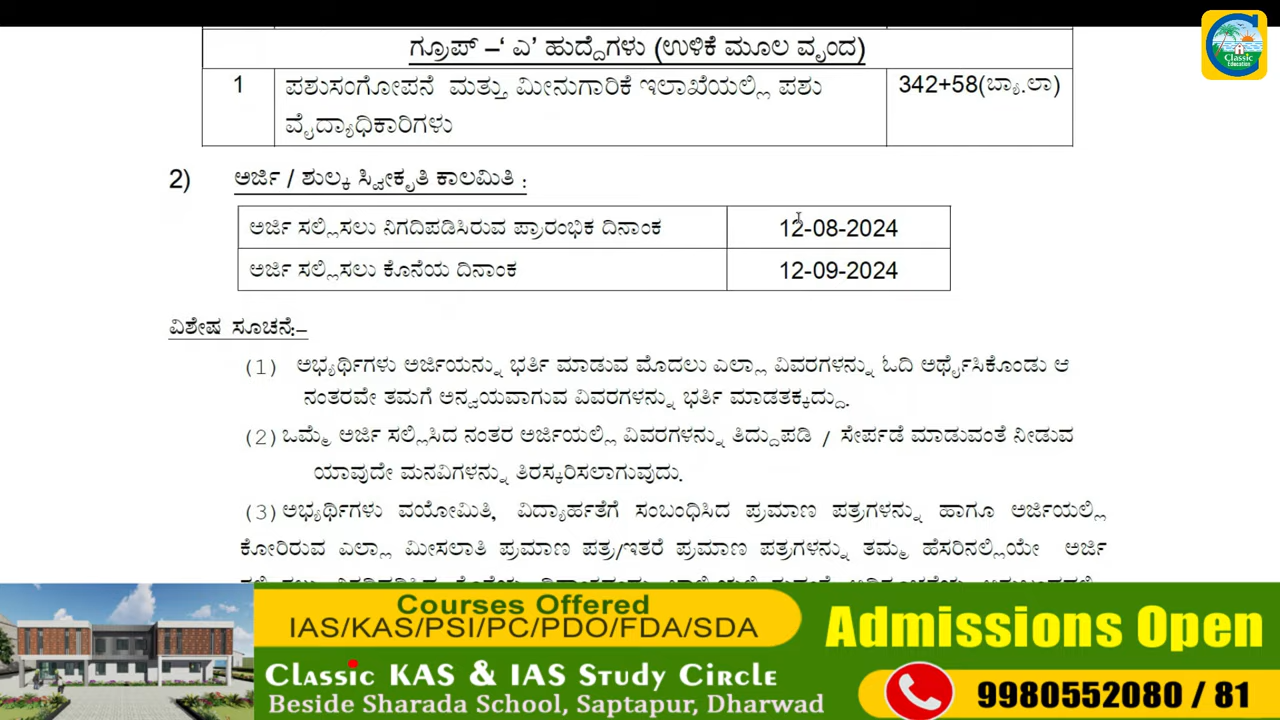 Classic
Education
ಗ್ರೂಪ್ –‘ ಎ’ ಹುದ್ದೆಗಳು (ಉಳಿಕೆ ಮೂಲ ವೃಂದ)
1 ಪಶುಸಂಗೋಪನೆ ಮತ್ತು ಮೀನುಗಾರಿಕೆ ಇಲಾಖೆಯಲ್ಲಿ ಪಶು 342+58(ಬ್ಯಾ.ಲಾ)
ವೈದ್ಯಾಧಿಕಾರಿಗಳು
2) ಅರ್ಜಿ / ಶುಲ್ಕ ಸ್ವೀಕೃತಿ ಕಾಲಮಿತಿ :
ಅರ್ಜಿ ಸಲ್ಲಿಸಲು ನಿಗದಿಪಡಿಸಿರುವ ಪ್ರಾರಂಭಿಕ ದಿನಾಂಕ 12-08-2024
ಅರ್ಜಿ ಸಲ್ಲಿಸಲು ಕೊನೆಯ ದಿನಾಂಕ 12-09-2024
ವಿಶೇಷ ಸೂಚನೆ:–
(1) ಅಭ್ಯರ್ಥಿಗಳು ಅರ್ಜಿಯನ್ನು ಭರ್ತಿ ಮಾಡುವ ಮೊದಲು ಎಲ್ಲಾ ವಿವರಗಳನ್ನು ಓದಿ ಅರ್ಥೈಸಿಕೊಂಡು ಆ
ನಂತರವೇ ತಮಗೆ ಅನ್ವಯವಾಗುವ ವಿವರಗಳನ್ನು ಭರ್ತಿ ಮಾಡತಕ್ಕದ್ದು.
(2) ಒಮ್ಮೆ ಅರ್ಜಿ ಸಲ್ಲಿಸಿದ ನಂತರ ಅರ್ಜಿಯಲ್ಲಿ ವಿವರಗಳನ್ನು ತಿದ್ದುಪಡಿ / ಸೇರ್ಪಡೆ ಮಾಡುವಂತೆ ನೀಡುವ
ಯಾವುದೇ ಮನವಿಗಳನ್ನು ತಿರಸ್ಕರಿಸಲಾಗುವುದು.
(3) ಅಭ್ಯರ್ಥಿಗಳು ವಯೋಮಿತಿ, ವಿದ್ಯಾರ್ಹತೆಗೆ ಸಂಬಂಧಿಸಿದ ಪ್ರಮಾಣ ಪತ್ರಗಳನ್ನು ಹಾಗೂ ಅರ್ಜಿಯಲ್ಲಿ
ಕೋರಿರುವ ಎಲ್ಲಾ ಮೀಸಲಾತಿ ಪ್ರಮಾಣ ಪತ್ರ/ಇತರೆ ಪ್ರಮಾಣ ಪತ್ರಗಳನ್ನು ತಮ್ಮ ಹೆಸರಿನಲ್ಲಿಯೇ ಅರ್ಜಿ
Courses Offered
IAS/KAS/PSI/PC/PDO/FDA/SDA
Classic KAS & IAS Study Circle
Beside Sharada School, Saptapur, Dharwad
Admissions Open
9980552080 / 81